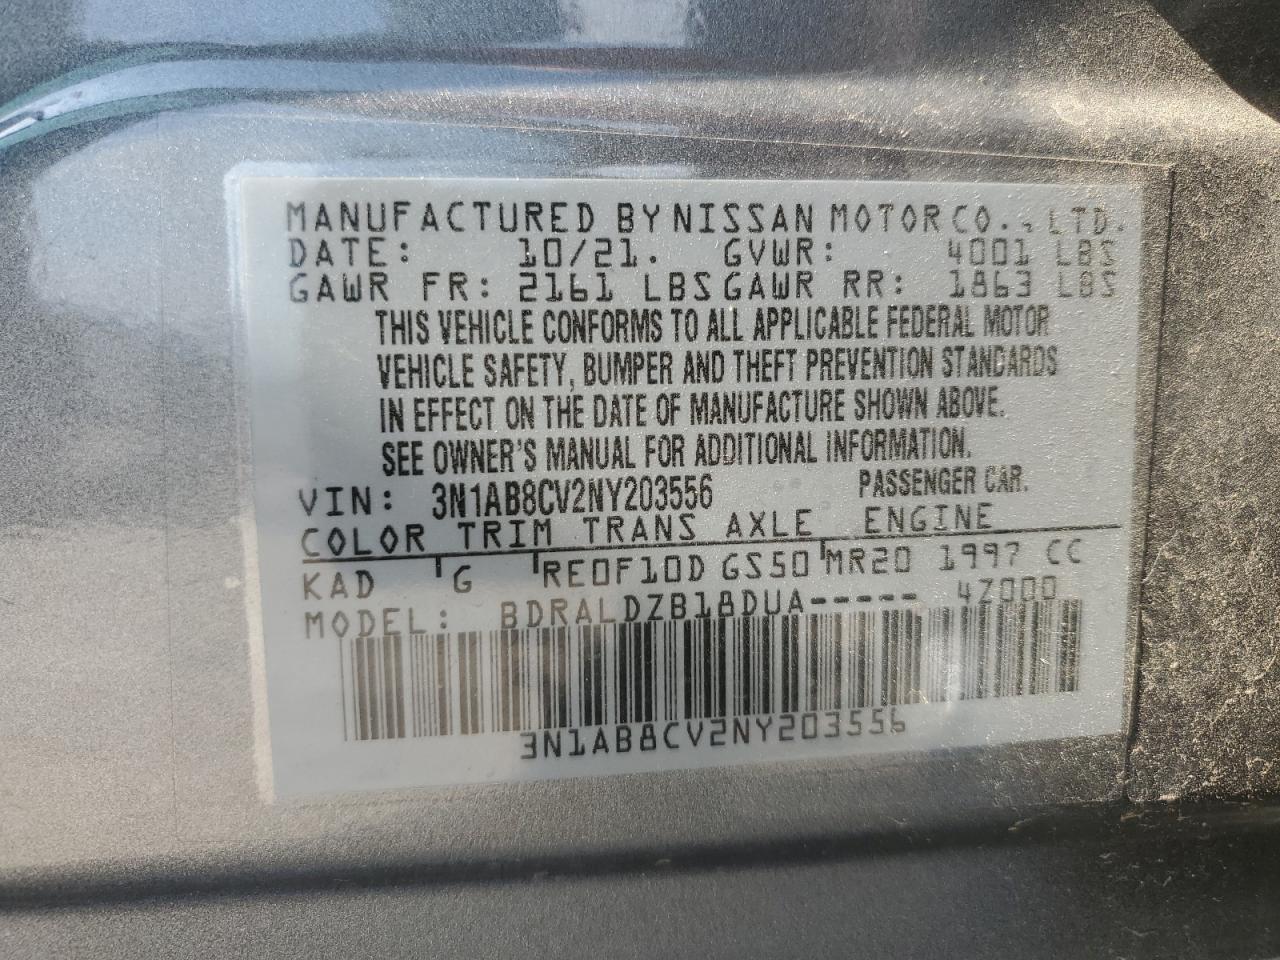 MANUFACTURED BY NISSAN MOTOR CO., LTD.
DATE: 10/21. GVWR: 4001 LBS
GAWR FR: 2161 LBS GAWR RR: 1863 LBS
THIS VEHICLE CONFORMS TO ALL APPLICABLE FEDERAL MOTOR
VEHICLE SAFETY, BUMPER AND THEFT PREVENTION STANDARDS
IN EFFECT ON THE DATE OF MANUFACTURE SHOWN ABOVE.
SEE OWNER'S MANUAL FOR ADDITIONAL INFORMATION.
VIN: 3N1AB8CV2NY203556 PASSENGER CAR.
COLOR TRIM TRANS AXLE ENGINE
KAD G RE0F10D GS50 MR20 1997 CC
MODEL: BDRALDZB18DUA----- 4Z000
3N1AB8CV2NY203556